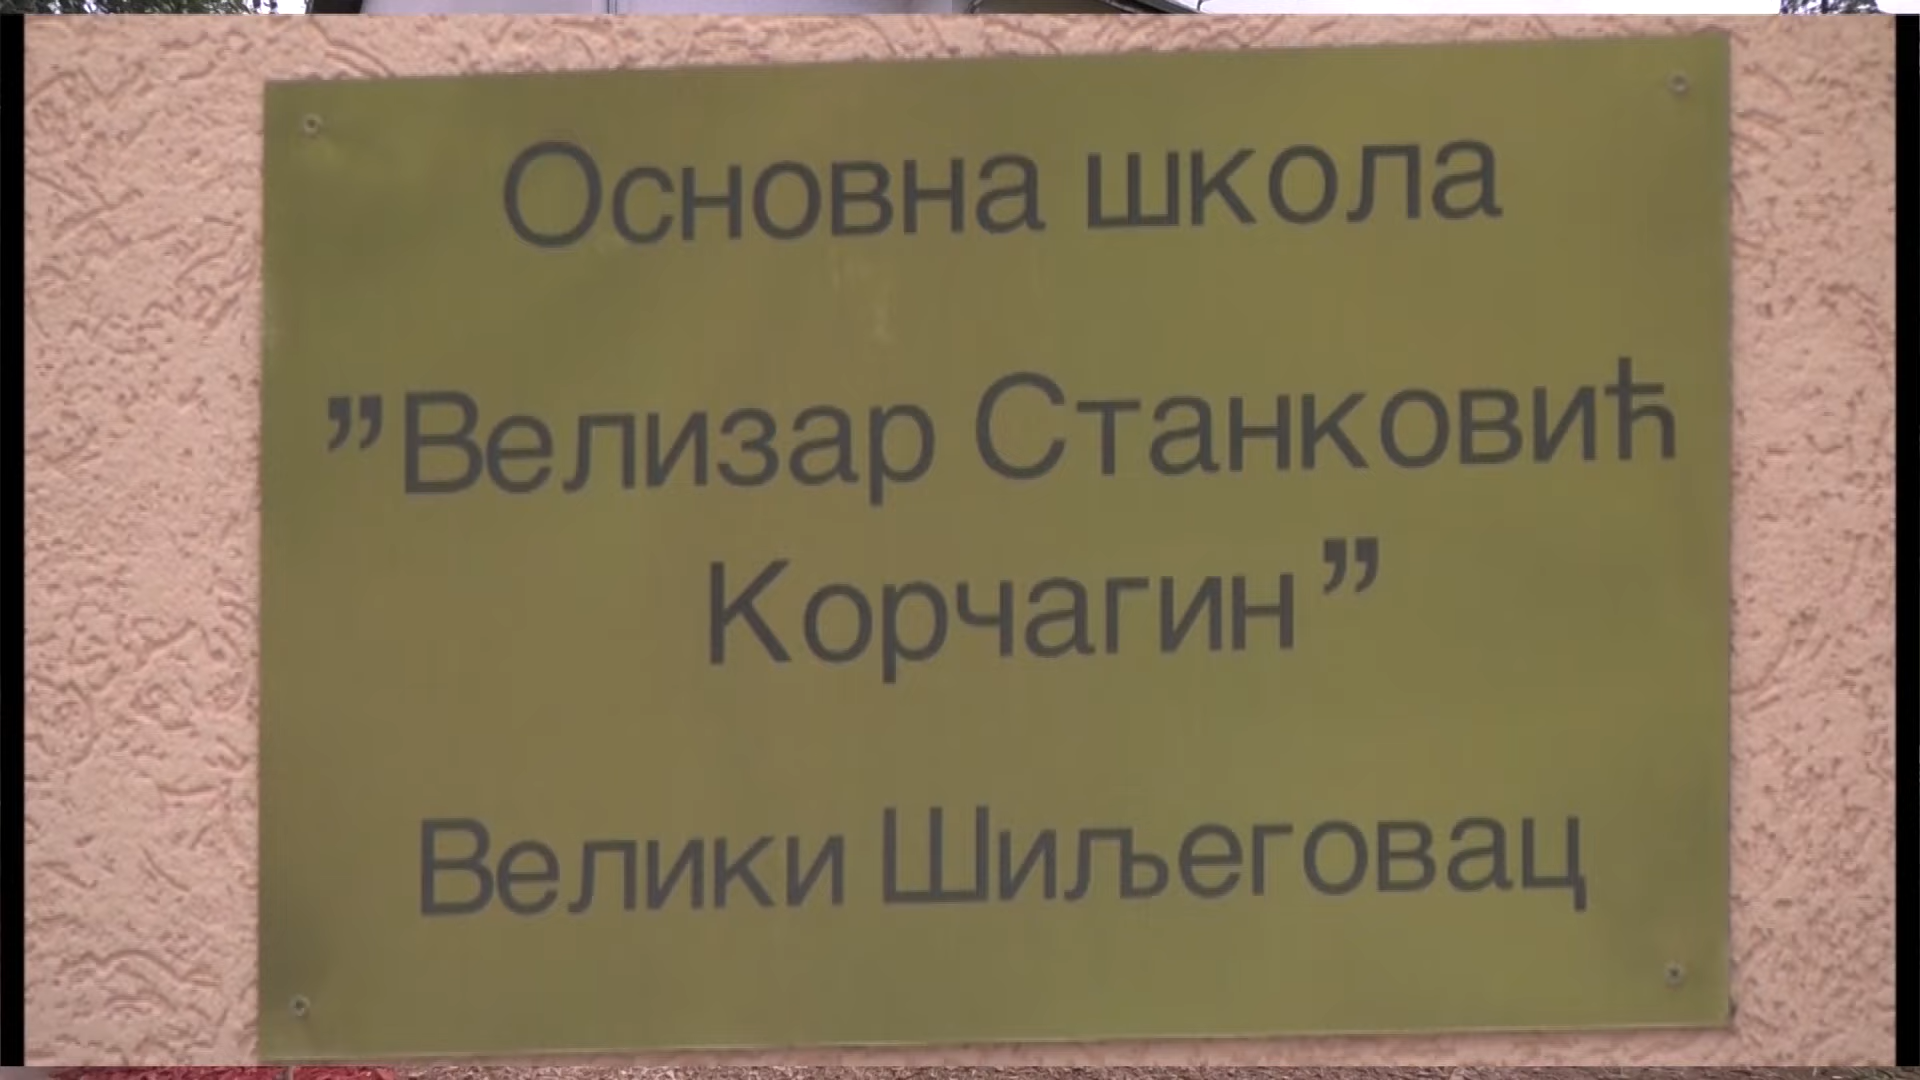 Основна школа
”Велизар Станковић
Корчагин”
Велики Шиљеговац